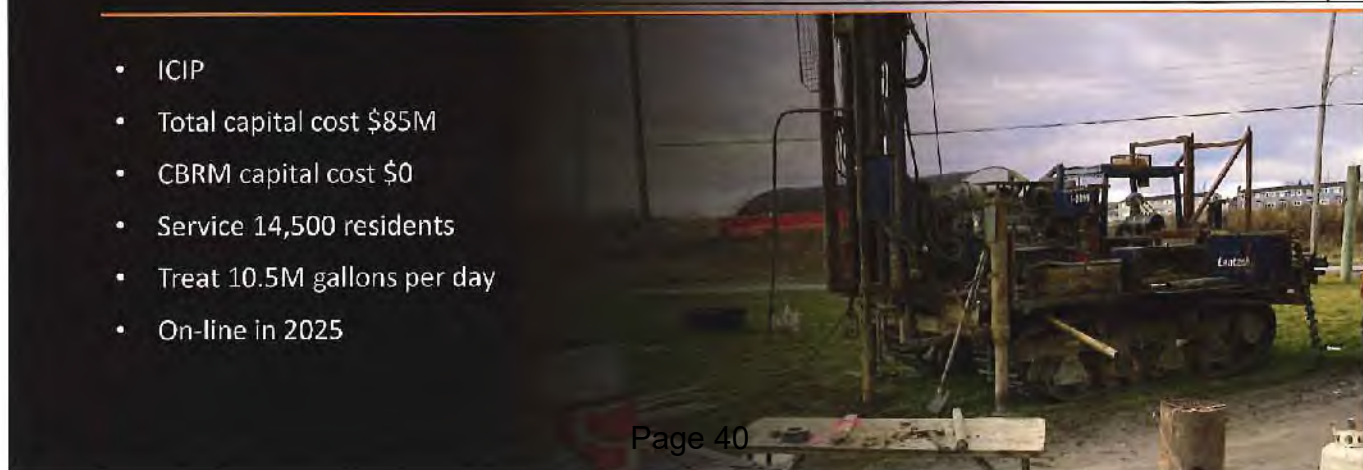 • ICIP
• Total capital cost $85M
• CBRM capital cost $0
• Service 14,500 residents
• Treat 10.5M gallons per day
• On-line in 2025
Page 40